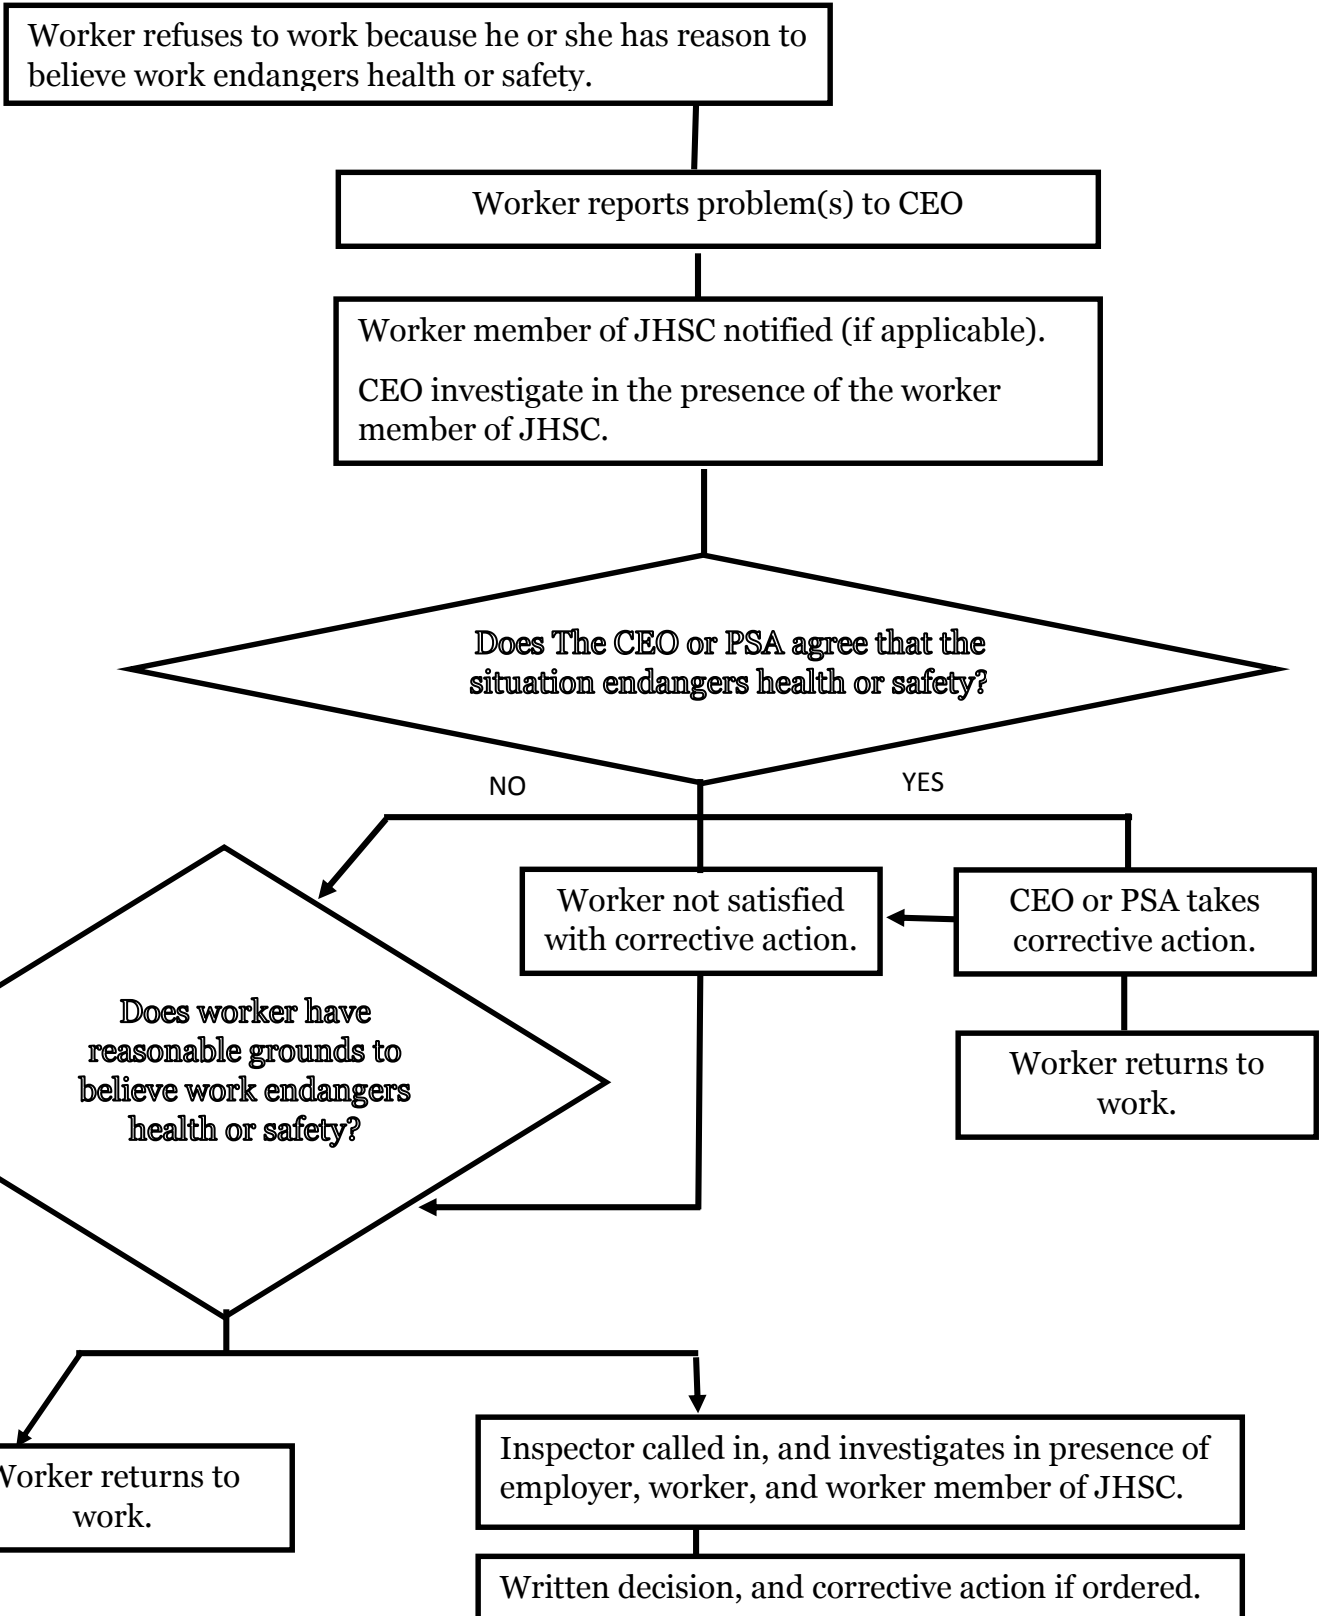 Worker refuses to work because he or she has reason to
believe work endangers health or safety.
Worker reports problem(s) to CEO
Worker member of JHSC notified (if applicable).
CEO investigate in the presence of the worker
member of JHSC.
Does The CEO or PSA agree that the
situation endangers health or safety?
NO
YES
Worker not satisfied
with corrective action.
CEO or PSA takes
corrective action.
Does worker have
reasonable grounds to
believe work endangers
health or safety?
Worker returns to
work.
Worker returns to
work.
Inspector called in, and investigates in presence of
employer, worker, and worker member of JHSC.
Written decision, and corrective action if ordered.